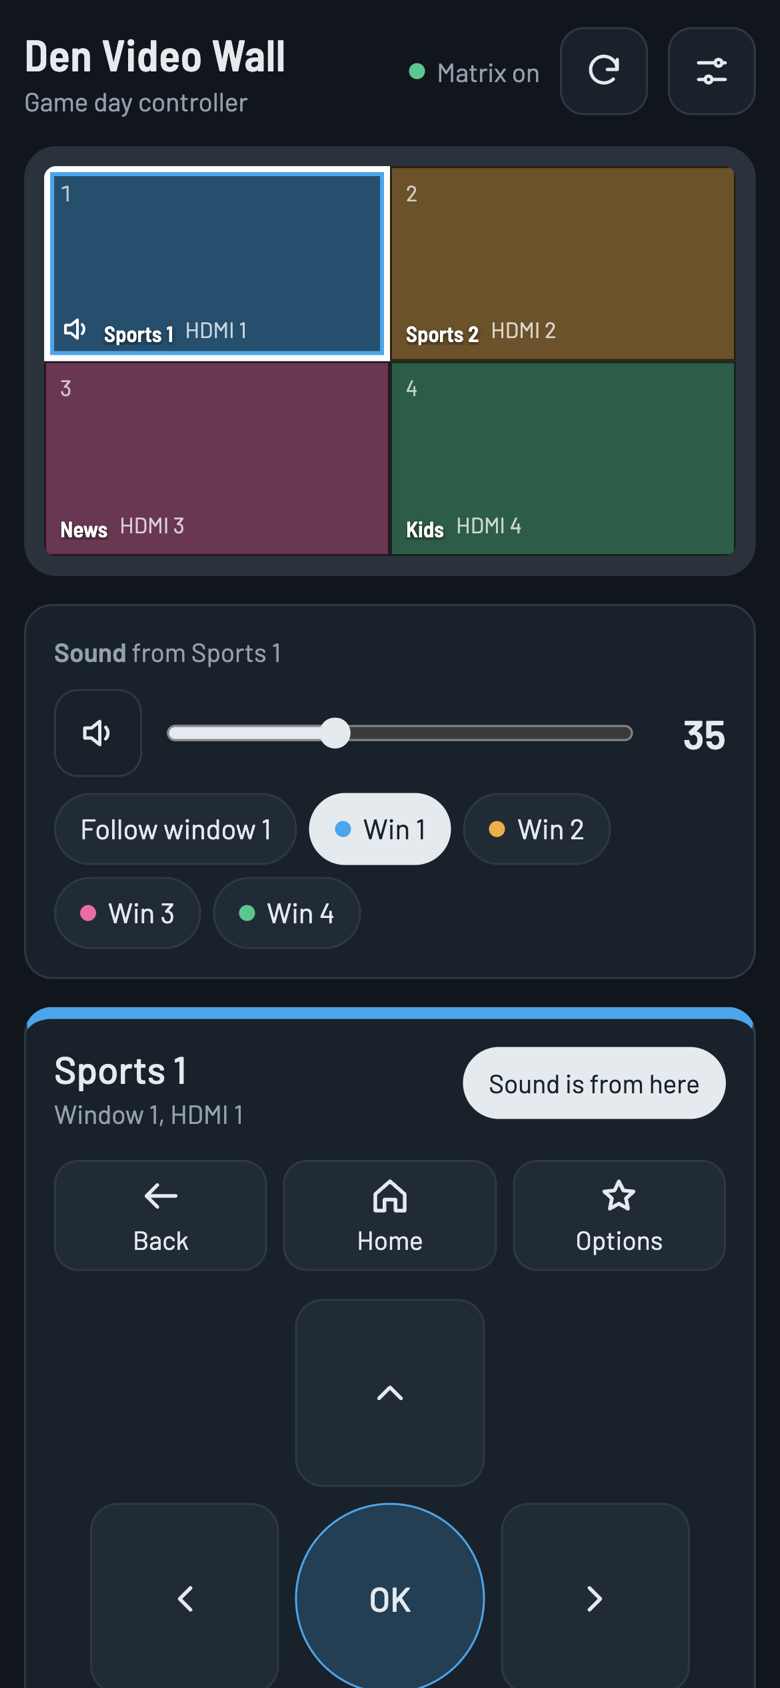 Den Video Wall
Game day controller
Matrix on
1
2
Sports 1 HDMI 1
Sports 2 HDMI 2
3
4
News HDMI 3
Kids HDMI 4
Sound from Sports 1
35
Follow window 1
Win 1
Win 2
Win 3
Win 4
Sports 1
Window 1, HDMI 1
Sound is from here
Back
Home
Options
OK